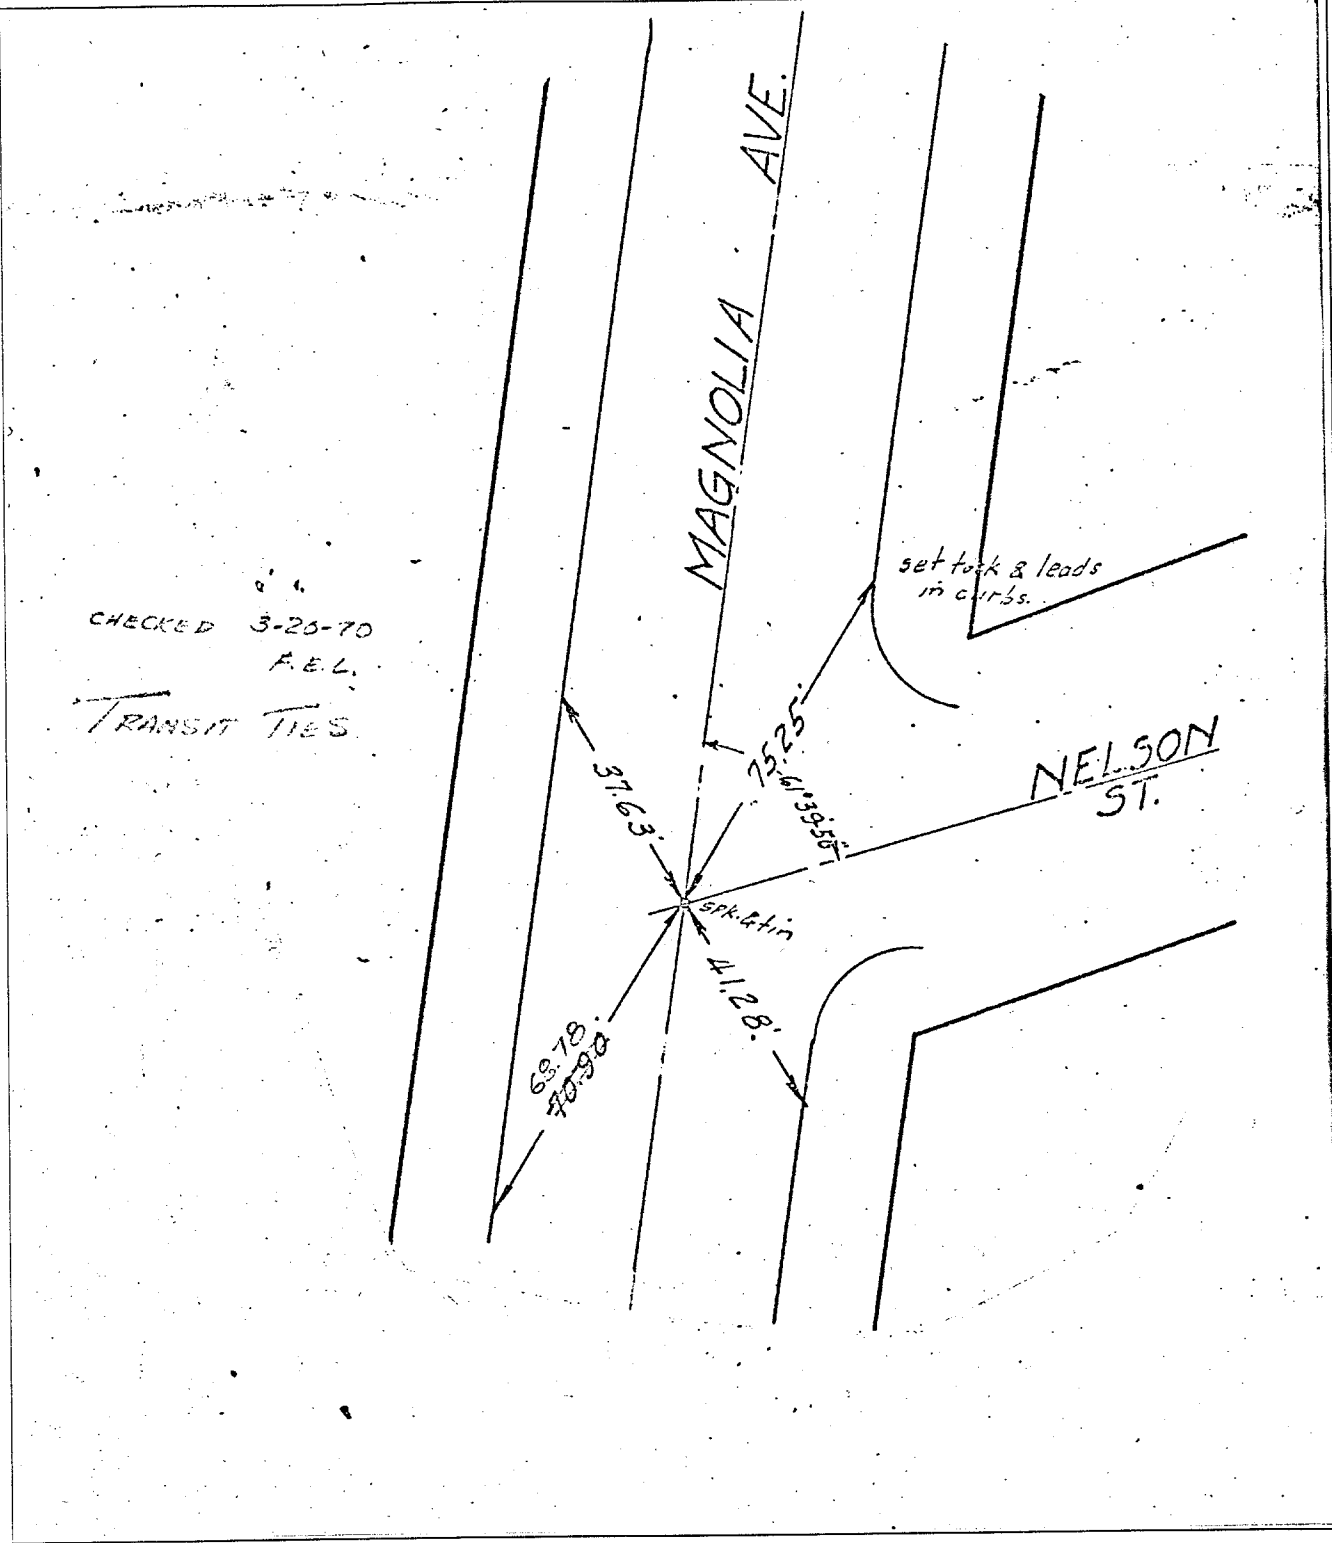 MAGNOLIA AVE.
set tack & leads
in curbs.
CHECKED 3-20-70
F.E.L.
TRANSIT TIES
37.63'
75.25'
61°39'50"
NELSON
ST.
spk. & tin
41.28'
68.78'
70.90